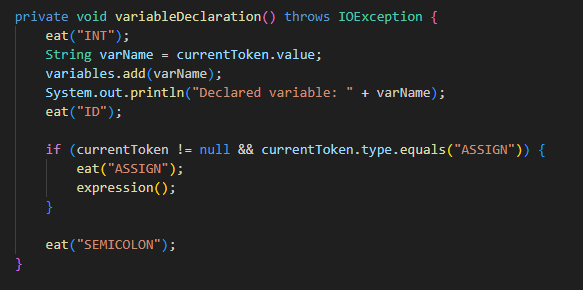 private void variableDeclaration() throws IOException {
    eat("INT");
    String varName = currentToken.value;
    variables.add(varName);
    System.out.println("Declared variable: " + varName);
    eat("ID");

    if (currentToken != null && currentToken.type.equals("ASSIGN")) {
        eat("ASSIGN");
        expression();
    }

    eat("SEMICOLON");
}